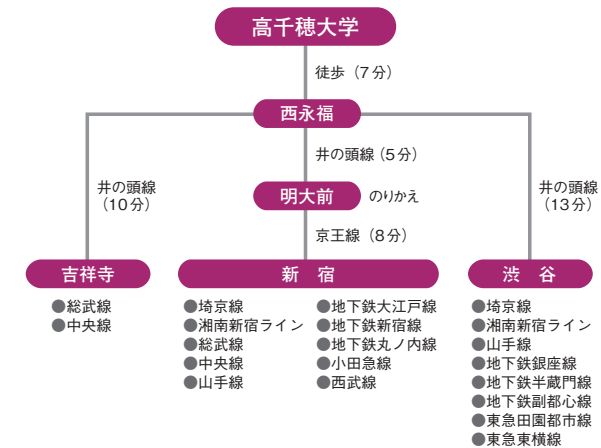 高千穂大学
徒歩（7分）
西永福
井の頭線（5分）
井の頭線
（10分）
明大前 のりかえ
井の頭線
（13分）
京王線（8分）
吉祥寺
●総武線
●中央線
新　宿
●埼京線
●湘南新宿ライン
●総武線
●中央線
●山手線
●地下鉄大江戸線
●地下鉄新宿線
●地下鉄丸ノ内線
●小田急線
●西武線
渋 谷
●埼京線
●湘南新宿ライン
●山手線
●地下鉄銀座線
●地下鉄半蔵門線
●地下鉄副都心線
●東急田園都市線
●東急東横線